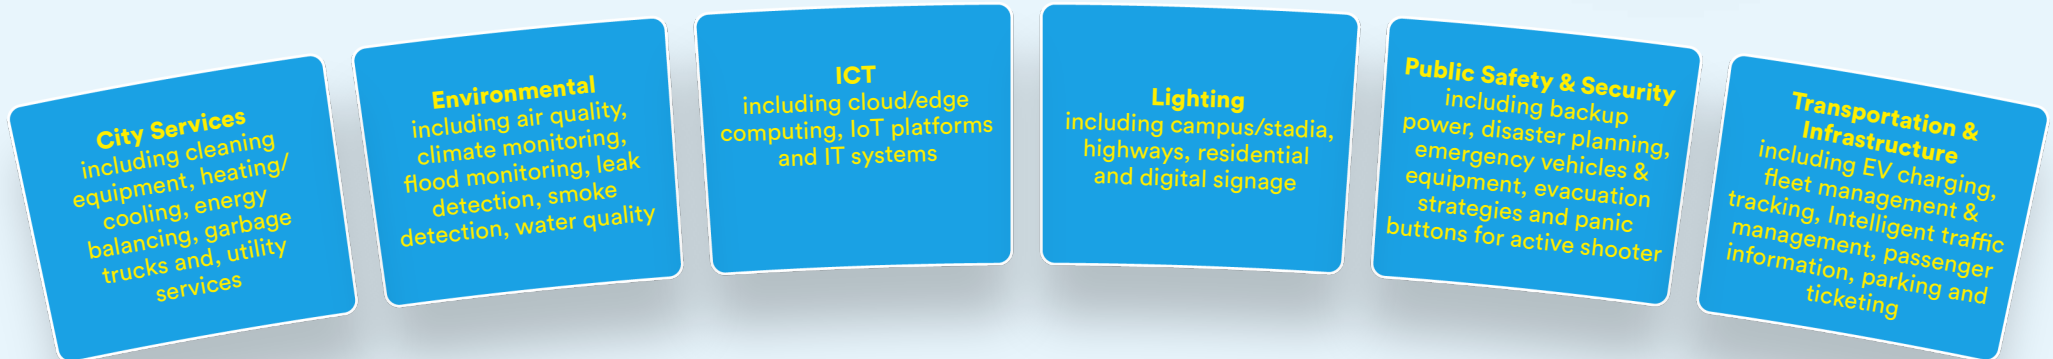 City Services
including cleaning
equipment, heating/
cooling, energy
balancing, garbage
trucks and, utility
services
Environmental
including air quality,
climate monitoring,
flood monitoring, leak
detection, smoke
detection, water quality
ICT
including cloud/edge
computing, IoT platforms
and IT systems
Lighting
including campus/stadia,
highways, residential
and digital signage
Public Safety & Security
including backup
power, disaster planning,
emergency vehicles &
equipment, evacuation
strategies and panic
buttons for active shooter
Transportation &
Infrastructure
including EV charging,
fleet management &
tracking, Intelligent traffic
management, passenger
information, parking and
ticketing